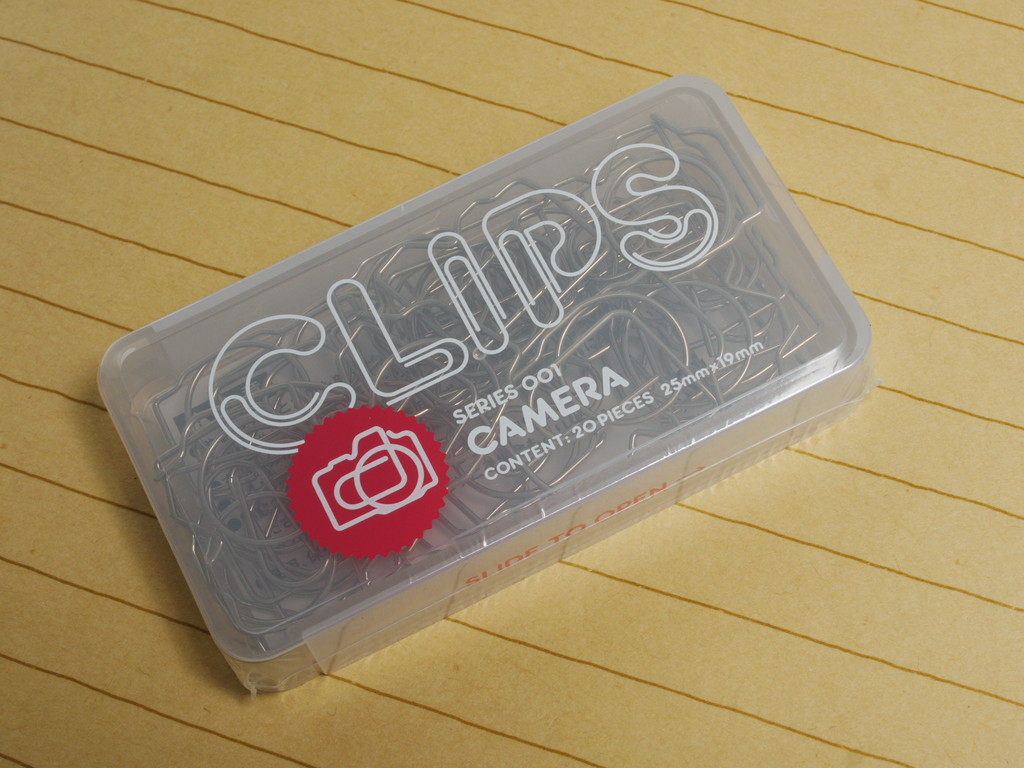 CLIPS
SERIES-001
CAMERA
CONTENT: 20 PIECES 25mm×19mm
SLIDE TO OPEN